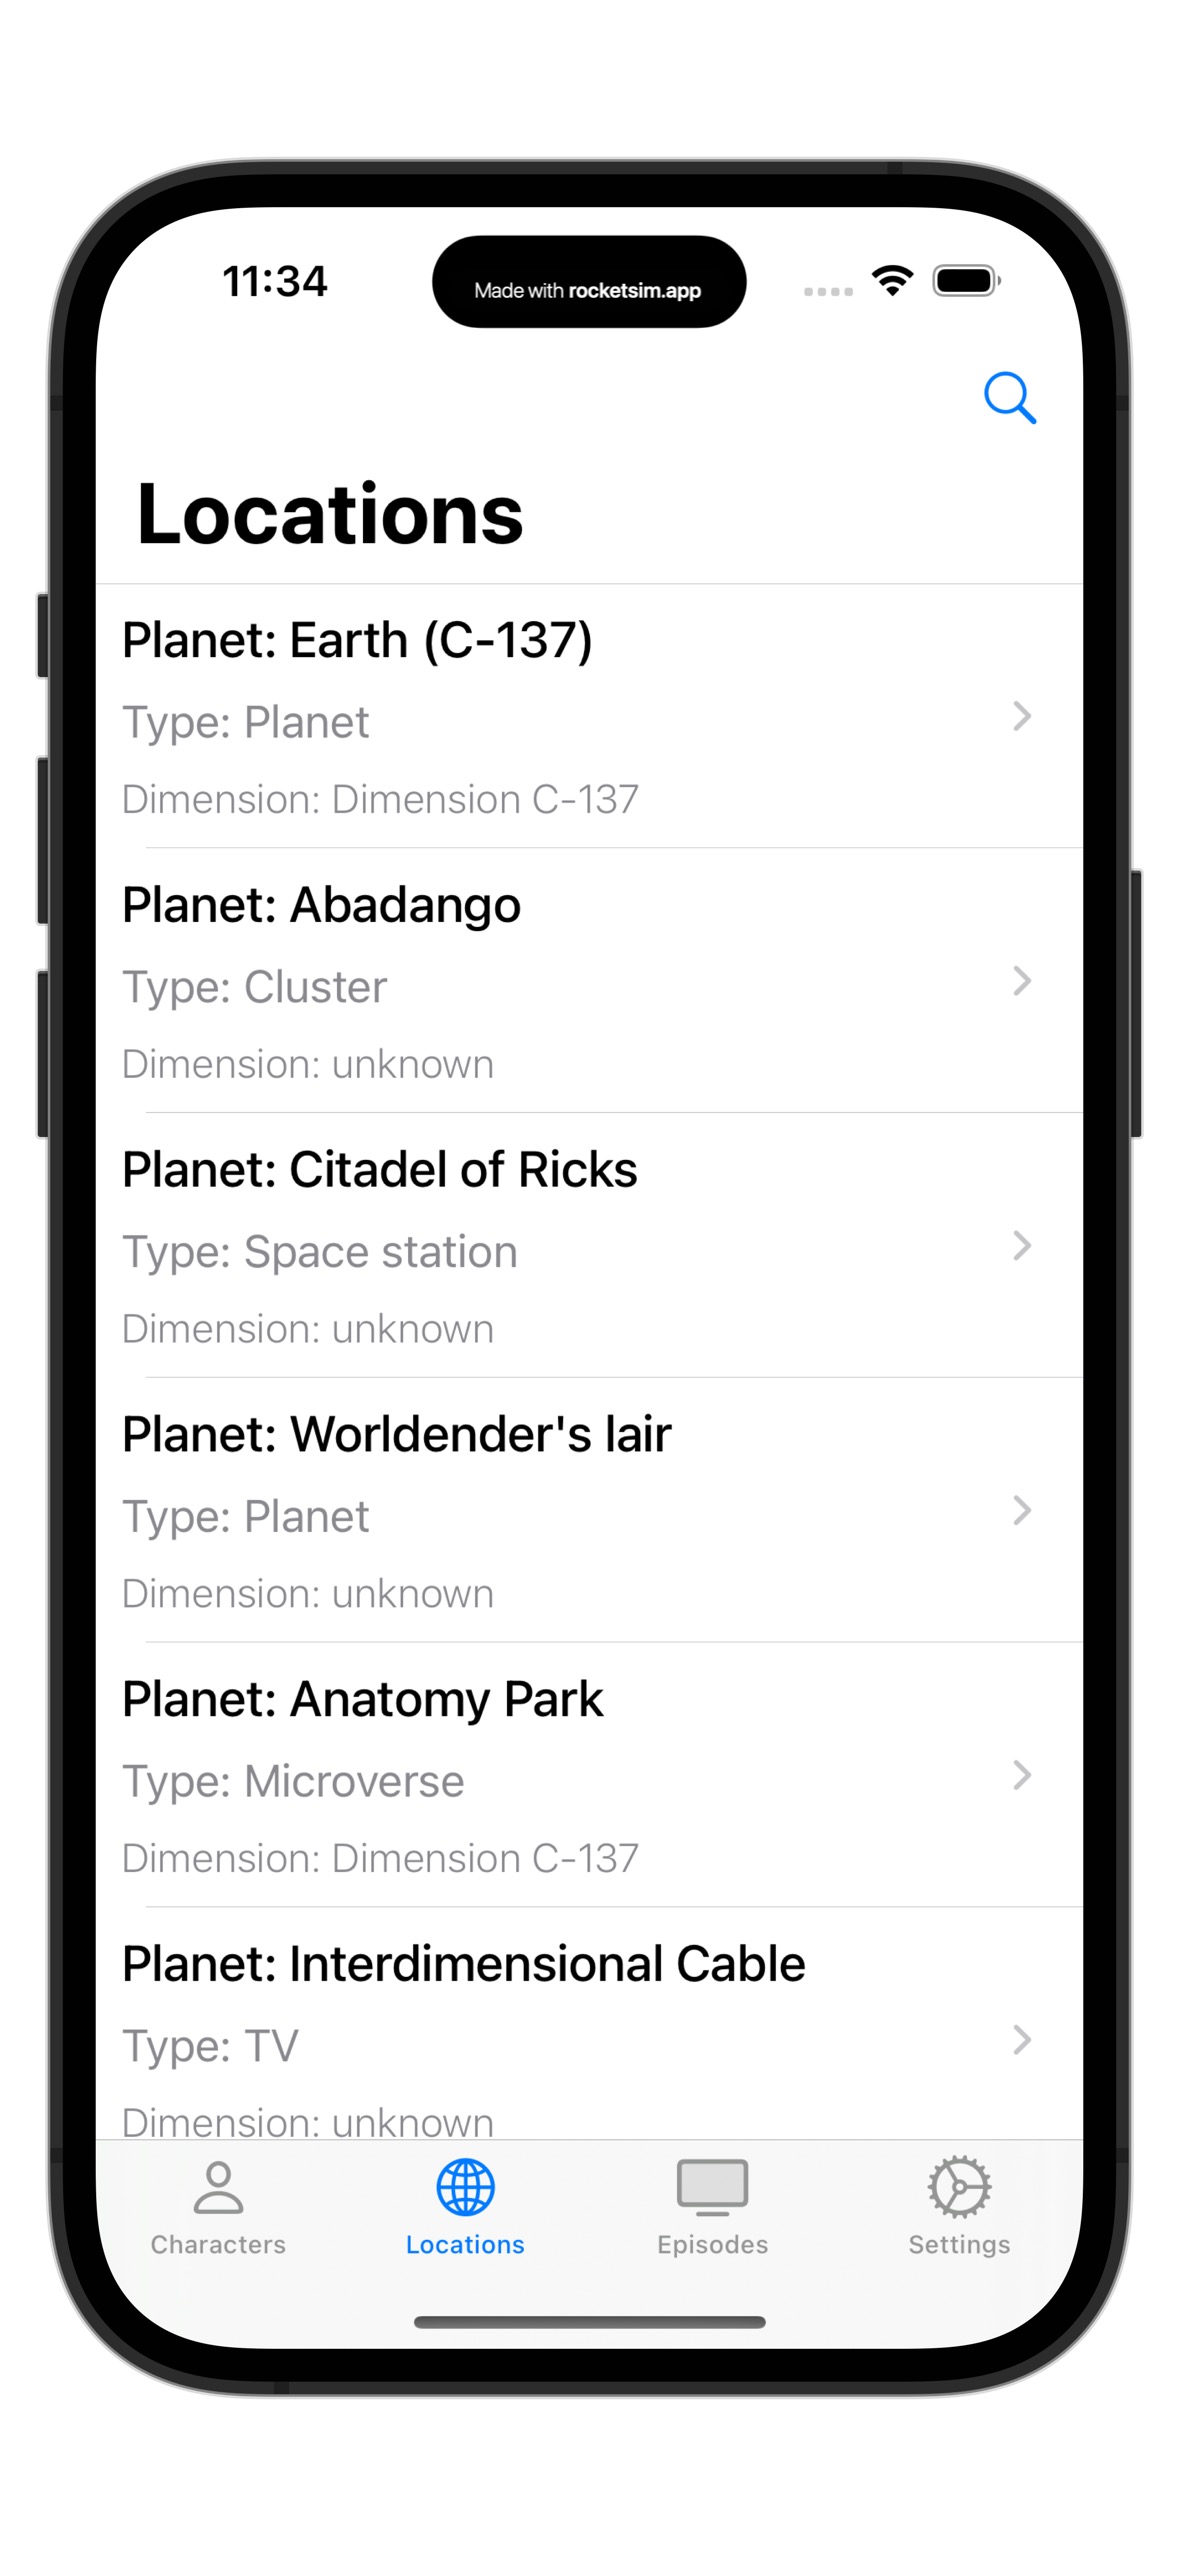 11:34
Made with rocketsim.app
Locations
Planet: Earth (C-137)
Type: Planet
Dimension: Dimension C-137
Planet: Abadango
Type: Cluster
Dimension: unknown
Planet: Citadel of Ricks
Type: Space station
Dimension: unknown
Planet: Worldender's lair
Type: Planet
Dimension: unknown
Planet: Anatomy Park
Type: Microverse
Dimension: Dimension C-137
Planet: Interdimensional Cable
Type: TV
Dimension: unknown
Characters Locations Episodes Settings